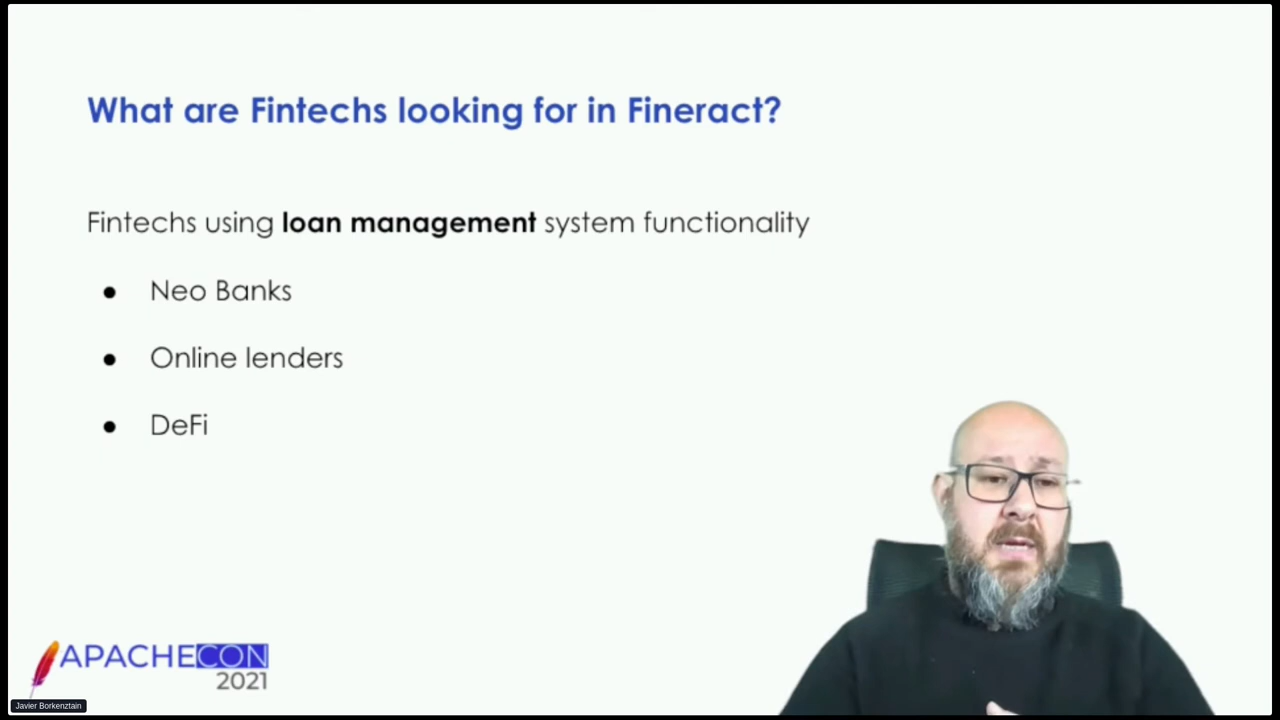 What are Fintechs looking for in Fineract?
Fintechs using loan management system functionality
● Neo Banks
● Online lenders
● DeFi
APACHECON
2021
Javier Borkenztain